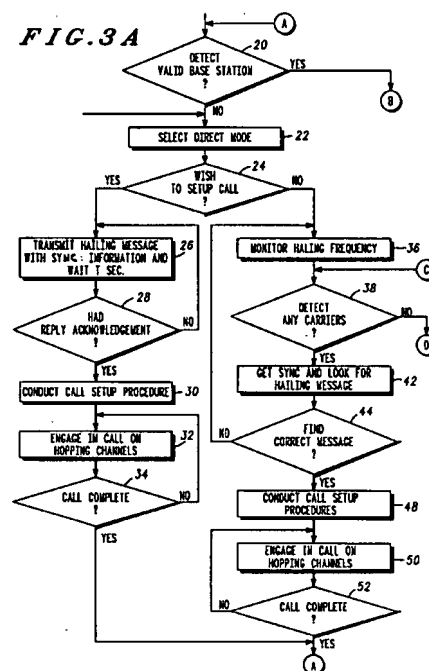 FIG.3A
A
20
DETECT
VALID BASE STATION
?
YES
B
NO
SELECT DIRECT MODE
22
24
WISH
TO SETUP CALL
?
YES
NO
TRANSMIT HAILING MESSAGE
WITH SYNC: INFORMATION AND
WAIT T SEC.
26
28
HAD
REPLY ACKNOWLEDGEMENT
?
NO
YES
CONDUCT CALL SETUP PROCEDURE
30
32
ENGAGE IN CALL ON
HOPPING CHANNELS
34
CALL COMPLETE
?
NO
YES
MONITOR HALING FREQUENCY
36
C
38
DETECT
ANY CARRIERS
?
NO
D
YES
GET SYNC AND LOOK FOR
HAILING MESSAGE
42
44
FIND
CORRECT MESSAGE
?
NO
YES
CONDUCT CALL SETUP
PROCEDURES
48
ENGAGE IN CALL ON
HOPPING CHANNELS
50
52
CALL COMPLETE
?
NO
YES
A